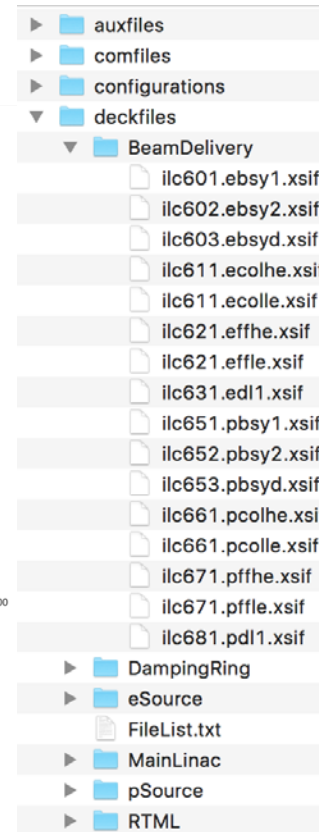 auxfiles
comfiles
configurations
deckfiles
BeamDelivery
ilc601.ebsy1.xsif
ilc602.ebsy2.xsif
ilc603.ebsyd.xsif
ilc611.ecolhe.xsi
ilc611.ecolle.xsif
ilc621.effhe.xsif
ilc621.effle.xsif
ilc631.edl1.xsif
ilc651.pbsy1.xsif
ilc652.pbsy2.xsif
ilc653.pbsyd.xsif
ilc661.pcolhe.xsi
ilc661.pcolle.xsif
ilc671.pffhe.xsif
00
ilc671.pffle.xsif
ilc681.pdl1.xsif
DampingRing
eSource
FileList.txt
MainLinac
pSource
RTML